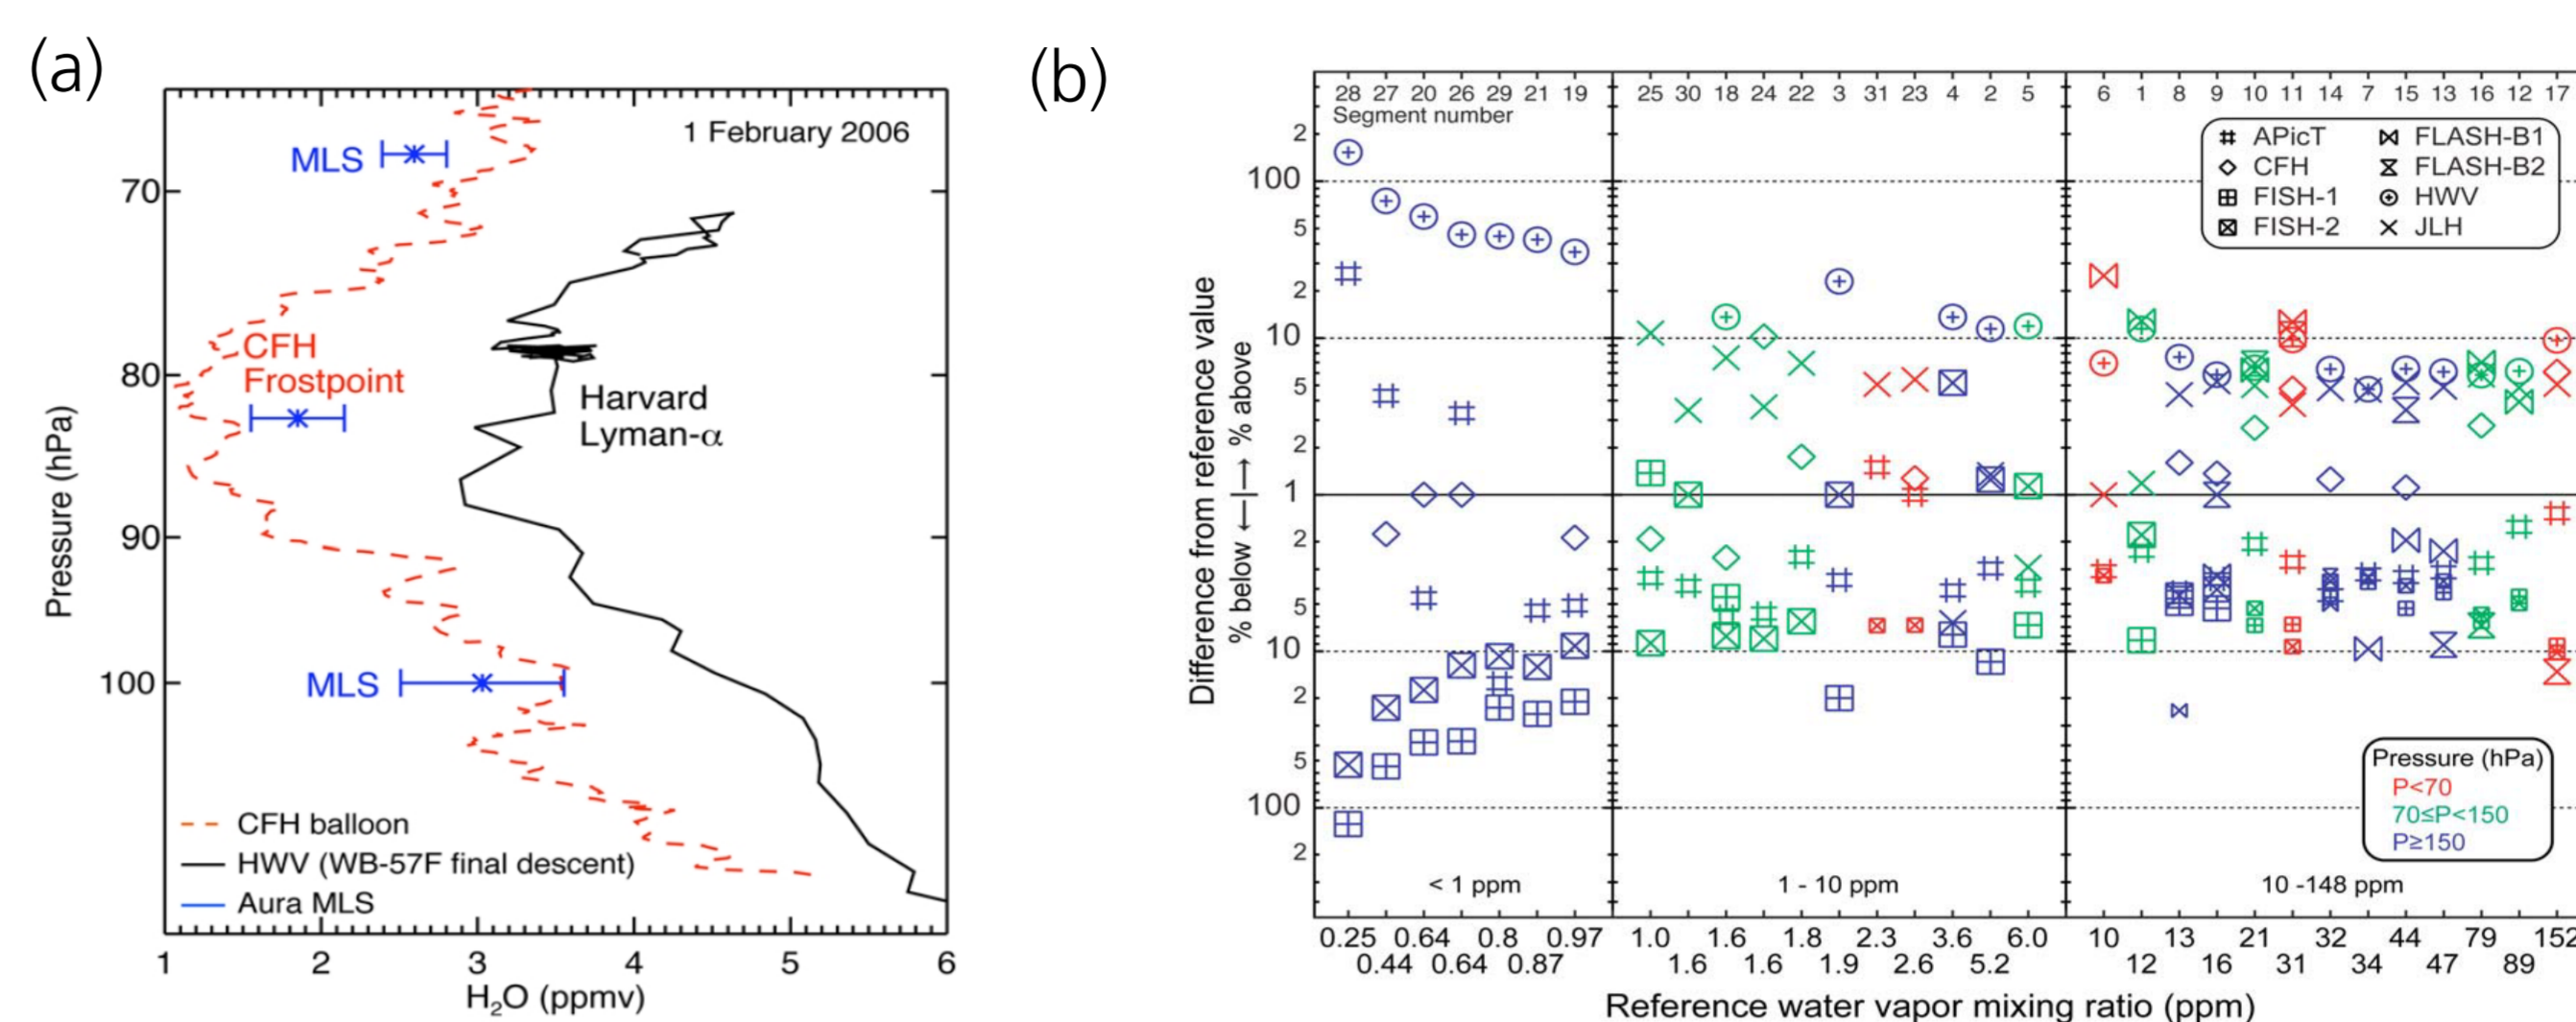 (a)
1 February 2006
MLS
70
CFH
Frostpoint
80
Harvard
Lyman-α
90
MLS
100
Pressure (hPa)
CFH balloon
HWV (WB-57F final descent)
Aura MLS
1 2 3 4 5 6
H₂O (ppmv)
(b)
28 27 20 26 29 21 19 25 30 18 24 22 3 31 23 4 2 5 6 1 8 9 10 11 14 7 15 13 16 12 17
Segment number
APicT
CFH
FISH-1
FISH-2
FLASH-B1
FLASH-B2
HWV
JLH
2
100
5
2
10
5
2
1
2
5
10
2
5
100
2
Difference from reference value
% below ←|→ % above
Pressure (hPa)
P<70
70≤P<150
P≥150
< 1 ppm
1 - 10 ppm
10 -148 ppm
0.25 0.64 0.8 0.97 1.0 1.6 1.8 2.3 3.6 6.0 10 13 21 32 44 79 152
0.44 0.64 0.87 1.6 1.6 1.9 2.6 5.2 12 16 31 34 47 89
Reference water vapor mixing ratio (ppm)